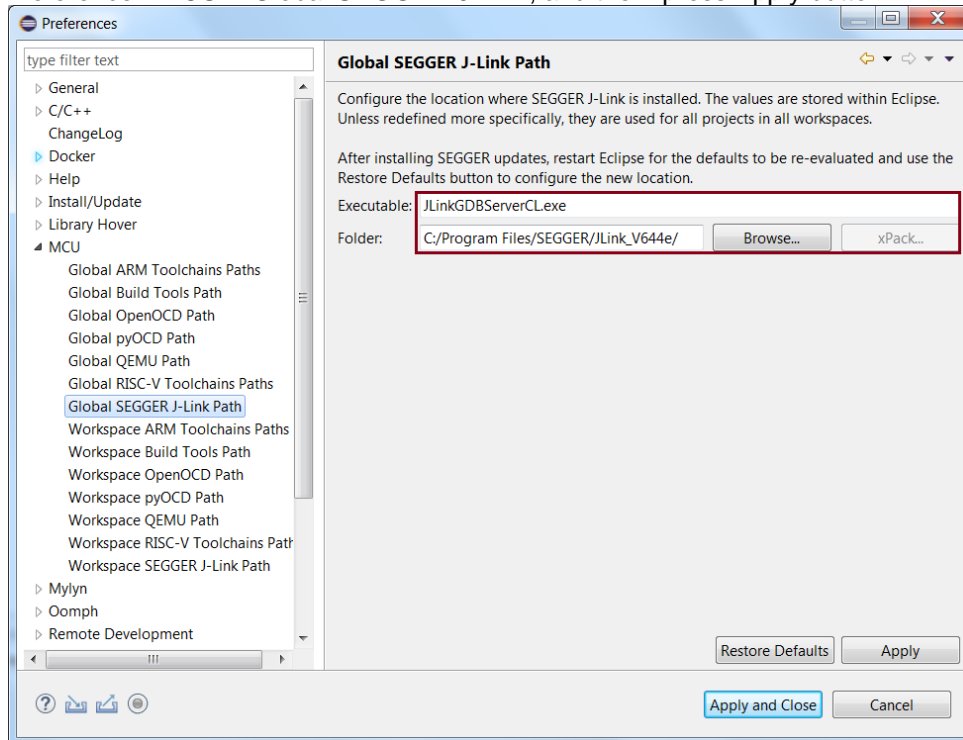 Preferences
type filter text
General
C/C++
ChangeLog
Docker
Help
Install/Update
Library Hover
MCU
Global ARM Toolchains Paths
Global Build Tools Path
Global OpenOCD Path
Global pyOCD Path
Global QEMU Path
Global RISC-V Toolchains Paths
Global SEGGER J-Link Path
Workspace ARM Toolchains Paths
Workspace Build Tools Path
Workspace OpenOCD Path
Workspace pyOCD Path
Workspace QEMU Path
Workspace RISC-V Toolchains Path
Workspace SEGGER J-Link Path
Mylyn
Oomph
Remote Development
Global SEGGER J-Link Path
Configure the location where SEGGER J-Link is installed. The values are stored within Eclipse.
Unless redefined more specifically, they are used for all projects in all workspaces.
After installing SEGGER updates, restart Eclipse for the defaults to be re-evaluated and use the
Restore Defaults button to configure the new location.
Executable: JLinkGDBServerCL.exe
Folder: C:/Program Files/SEGGER/JLink_V644e/ Browse... xPack...
Restore Defaults Apply
Apply and Close Cancel